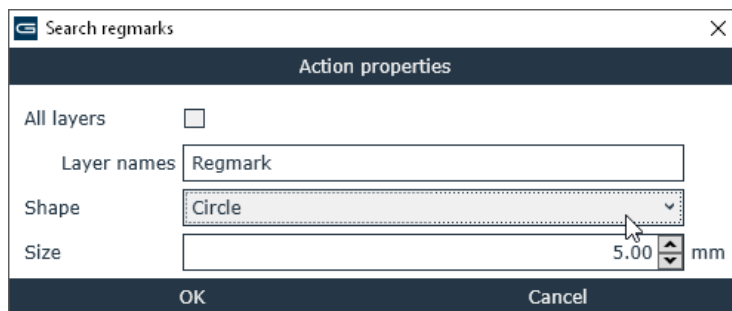 Search regmarks
Action properties
All layers
Layer names Regmark
Shape Circle
Size 5.00 mm
OK Cancel